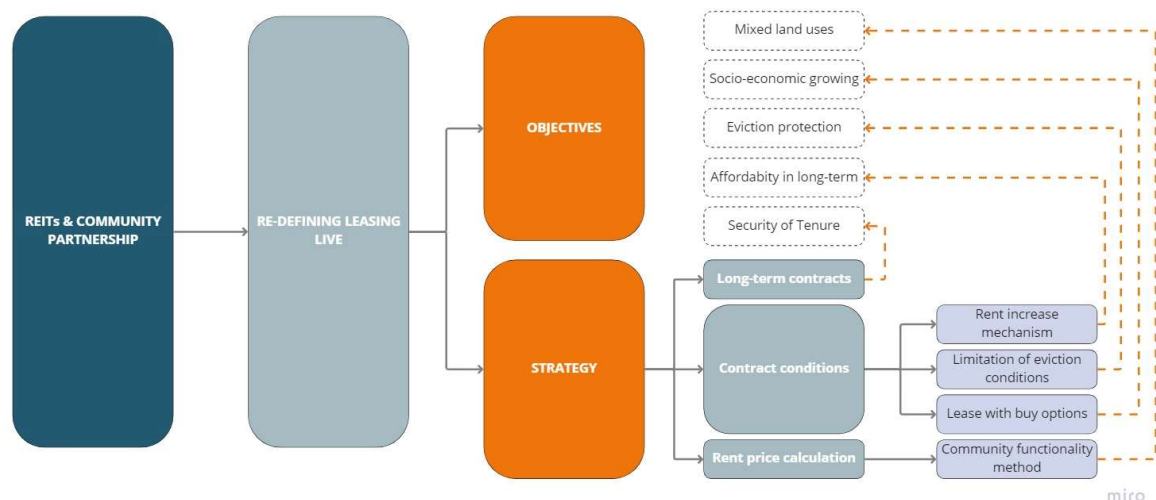 REITs & COMMUNITY
PARTNERSHIP
RE-DEFINING LEASING
LIVE
OBJECTIVES
STRATEGY
Mixed land uses
Socio-economic growing
Eviction protection
Affordabity in long-term
Security of Tenure
Long-term contracts
Contract conditions
Rent price calculation
Rent increase
mechanism
Limitation of eviction
conditions
Lease with buy options
Community functionality
method
miro